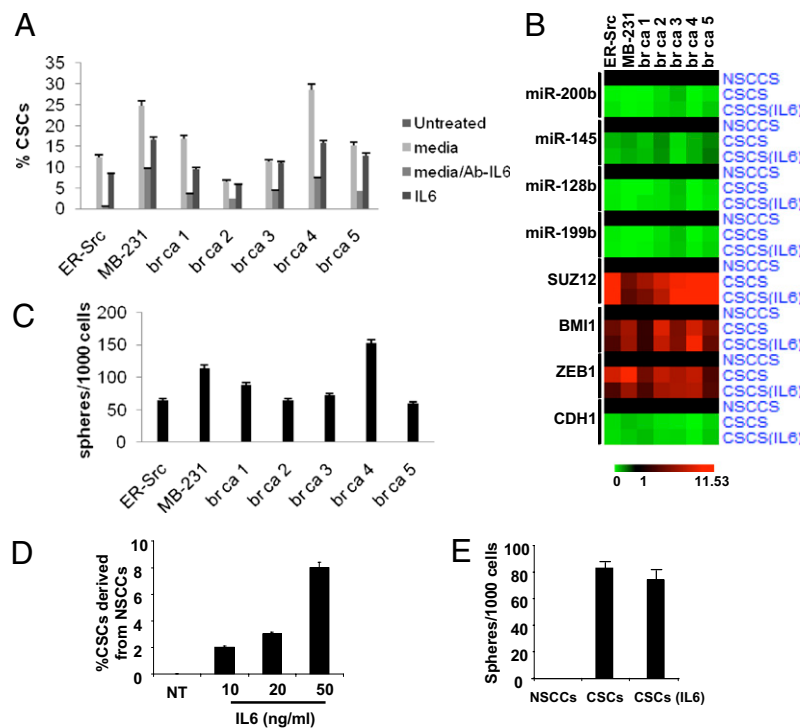 A
35
30
25
20
15
10
5
0
% CSCs
Untreated
media
media/Ab-IL6
IL6
ER-Src
MB-231
br ca 1
br ca 2
br ca 3
br ca 4
br ca 5
B
ER-Src
MB-231
br ca 1
br ca 2
br ca 3
br ca 4
br ca 5
miR-200b
miR-145
miR-128b
miR-199b
SUZ12
BMI1
ZEB1
CDH1
NSCCS
CSCS
CSCS(IL6)
NSCCS
CSCS
CSCS(IL6)
NSCCS
CSCS
CSCS(IL6)
NSCCS
CSCS
CSCS(IL6)
NSCCS
CSCS
CSCS(IL6)
NSCCS
CSCS
CSCS(IL6)
NSCCS
CSCS
CSCS(IL6)
NSCCS
CSCS
CSCS(IL6)
0 1 11.53
C
200
150
100
50
0
spheres/1000 cells
ER-Src
MB-231
br ca 1
br ca 2
br ca 3
br ca 4
br ca 5
D
10
8
6
4
2
0
%CSCs derived
from NSCCs
NT 10 20 50
IL6 (ng/ml)
E
100
80
60
40
20
0
Spheres/1000 cells
NSCCs CSCs CSCs (IL6)